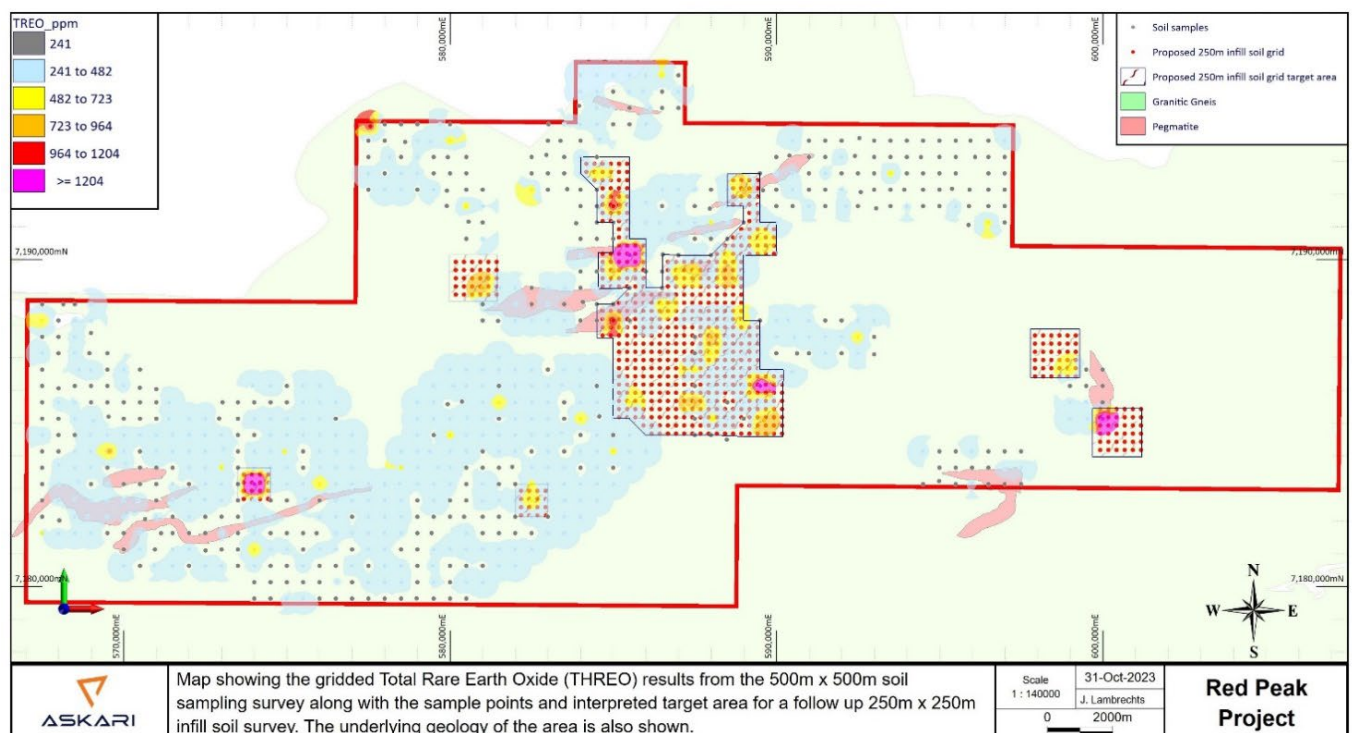 TREO_ppm
241
241 to 482
482 to 723
723 to 964
964 to 1204
>= 1204
580,000mE
590,000mE
600,000mE
Soil samples
Proposed 250m infill soil grid
Proposed 250m infill soil grid target area
Granitic Gneis
Pegmatite
7,190,000mN
7,190,000mN
7,180,000mN
7,180,000mN
570,000mE
580,000mE
590,000mE
600,000mE
N
W
E
S
ASKARI
Map showing the gridded Total Rare Earth Oxide (THREO) results from the 500m x 500m soil
sampling survey along with the sample points and interpreted target area for a follow up 250m x 250m
infill soil survey. The underlying geology of the area is also shown.
Scale
1 : 140000
31-Oct-2023
J. Lambrechts
0 2000m
Red Peak
Project